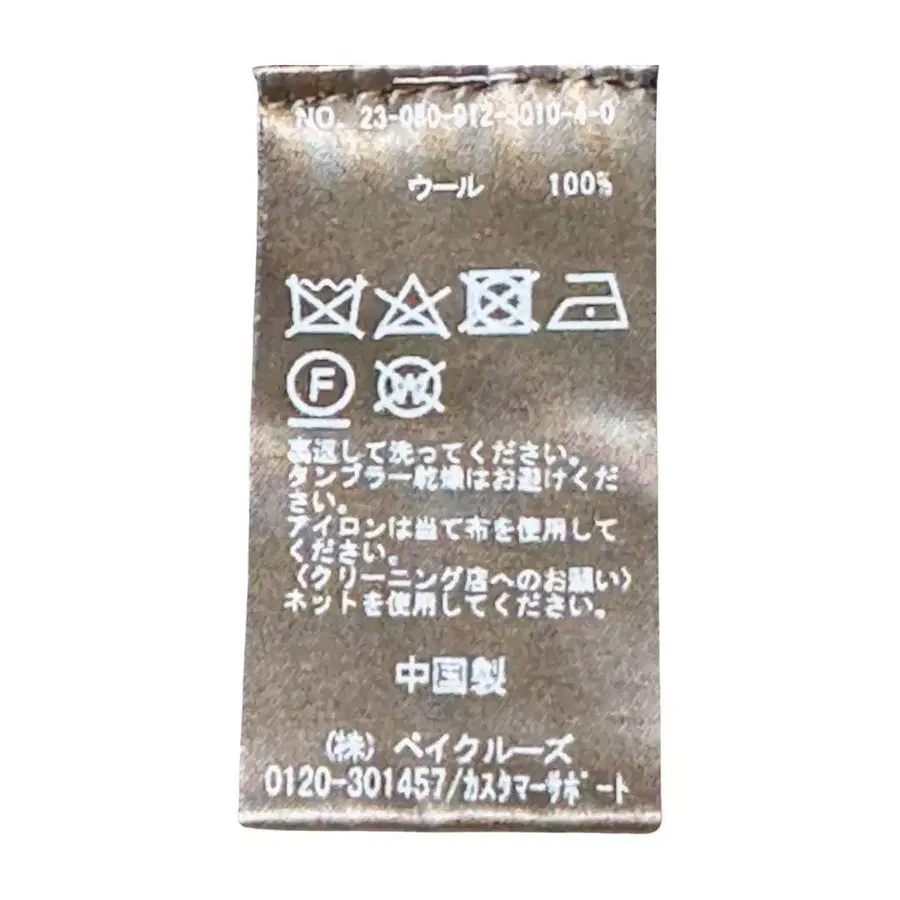 NO. 23-080-912-3010-4-0
ウール 100%
F
W
裏返して洗ってください。
タンブラー乾燥はお避けくだ
さい。
アイロンは当て布を使用して
ください。
〈クリーニング店へのお願い〉
ネットを使用してください。
中国製
(株) ベイクルーズ
0120-301457/カスタマーサポート